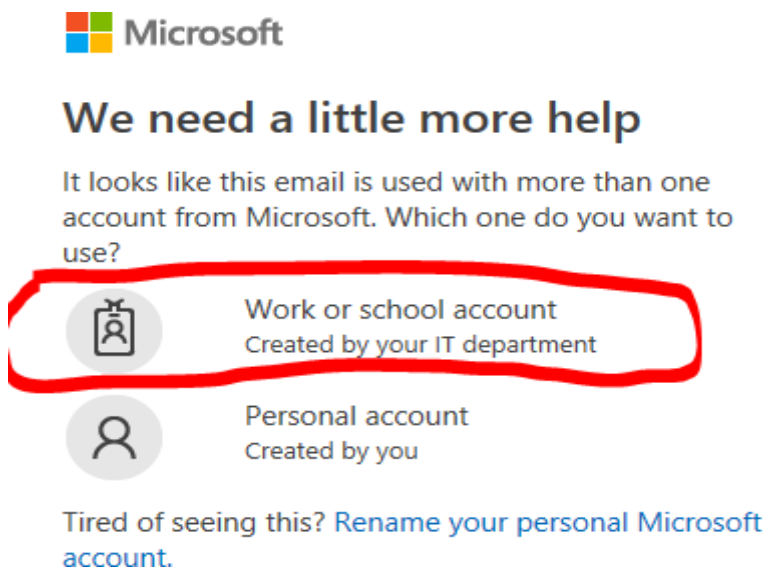 Microsoft
We need a little more help
It looks like this email is used with more than one
account from Microsoft. Which one do you want to
use?
Work or school account
Created by your IT department
Personal account
Created by you
Tired of seeing this? Rename your personal Microsoft
account.